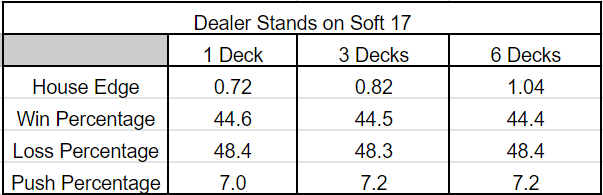 Dealer Stands on Soft 17
1 Deck 3 Decks 6 Decks
House Edge 0.72 0.82 1.04
Win Percentage 44.6 44.5 44.4
Loss Percentage 48.4 48.3 48.4
Push Percentage 7.0 7.2 7.2